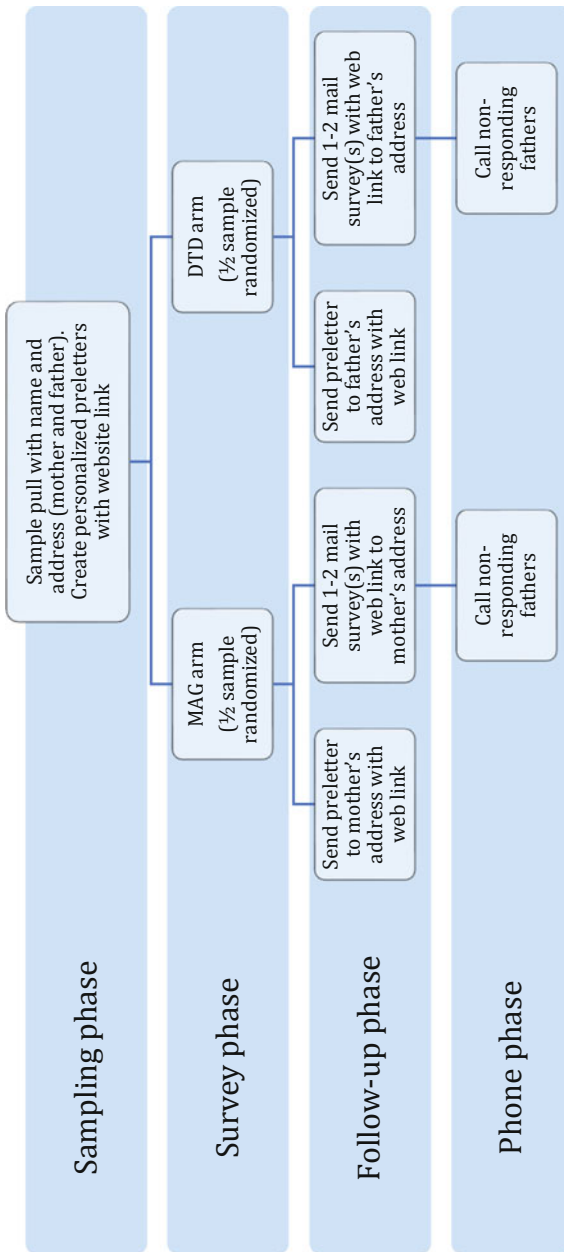 Sampling phase
Sample pull with name and
address (mother and father).
Create personalized preletters
with website link
Survey phase
MAG arm
(½ sample
randomized)
DTD arm
(½ sample
randomized)
Follow-up phase
Send preletter
to mother's
address with
web link
Send 1-2 mail
survey(s) with
web link to
mother's address
Send preletter
to father's
address with
web link
Send 1-2 mail
survey(s) with web
link to father's
address
Phone phase
Call non-
responding
fathers
Call non-
responding
fathers